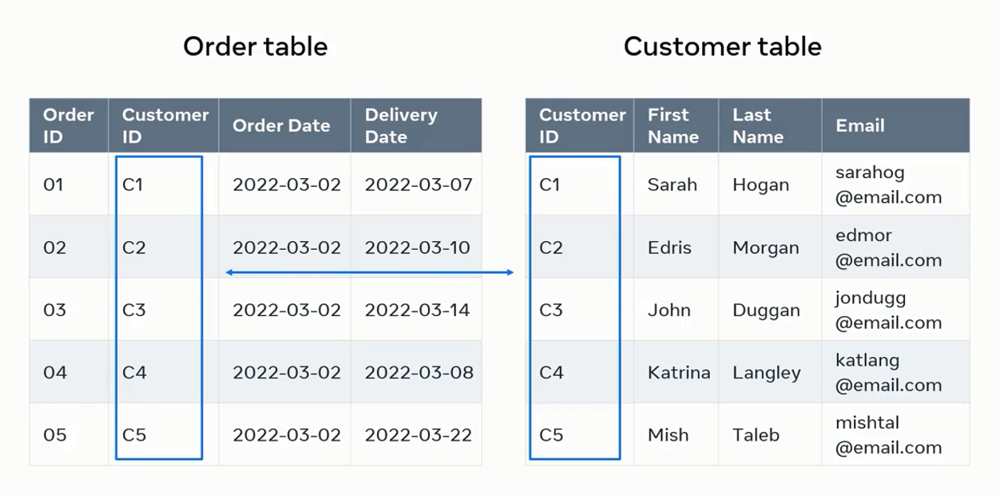 Order table
Order ID Customer ID Order Date Delivery Date
01 C1 2022-03-02 2022-03-07
02 C2 2022-03-02 2022-03-10
03 C3 2022-03-02 2022-03-14
04 C4 2022-03-02 2022-03-08
05 C5 2022-03-02 2022-03-22
Customer table
Customer ID First Name Last Name Email
C1 Sarah Hogan sarahog@email.com
C2 Edris Morgan edmor@email.com
C3 John Duggan jondugg@email.com
C4 Katrina Langley katlang@email.com
C5 Mish Taleb mishtal@email.com